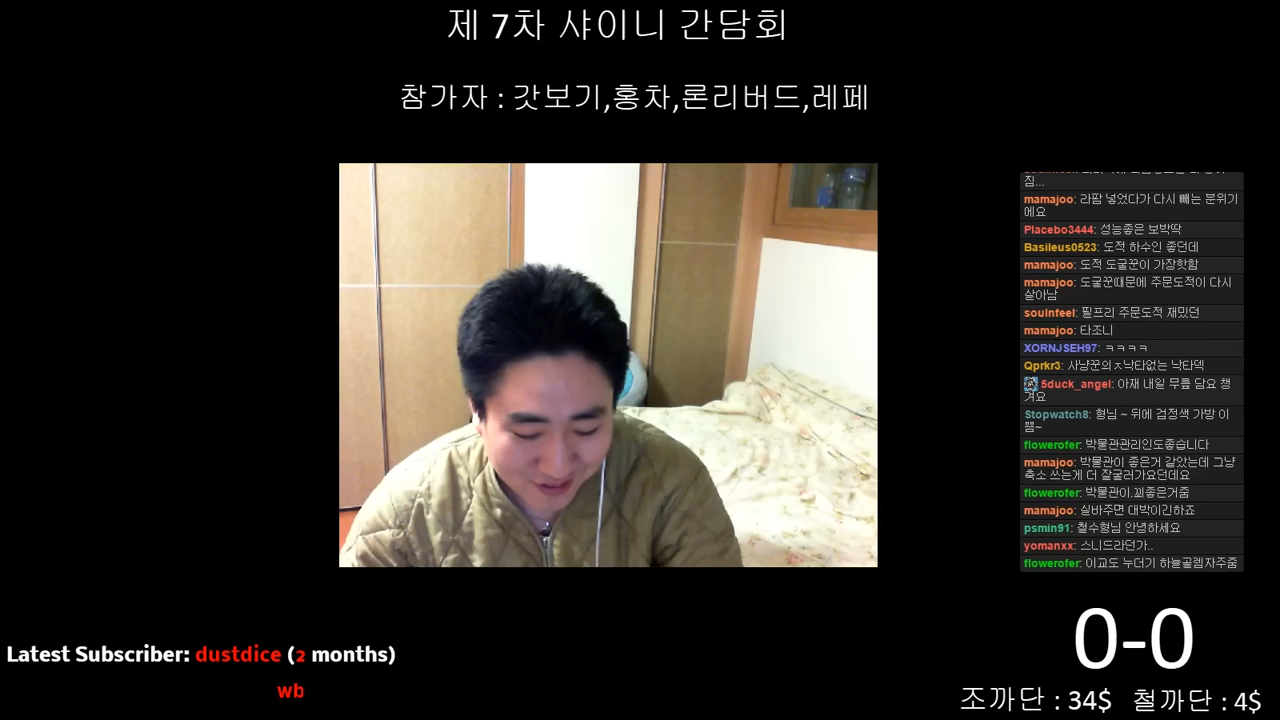 제 7차 샤이니 간담회
참가자 : 갓보기,홍차,론리버드,레페
짐...
mamajoo: 라팜 넣었다가 다시 빼는 분위기
에요
Placebo3444: 성능좋은 보박딱
Basileus0523: 도적 하수인 좋던데
mamajoo: 도적 도굴꾼이 가장핫함
mamajoo: 도굴꾼때문에 주문도적이 다시
살아남
soulnfeel: 팔프리 주문도적 재밌던
mamajoo: 타조니
XORNJSEH97: ㅋㅋㅋㅋ
Qprkr3: 사냥꾼의ㅈ낙타없는 낙타덱
5duck_angel: 아재 내일 무릎 담요 챙
겨요
Stopwatch8: 형님 ~ 뒤에 검정색 가방 이
쁨~
flowerofer: 박물관관리인도좋습니다
mamajoo: 박물관이 좋은거 같았는데 그냥
축소 쓰는게 더 잘굴러가요던데요
flowerofer: 박물관이.꾀좋은거줌
mamajoo: 실바주면 대박이긴하죠
psmin91: 철수형님 안녕하세요
yomanxx: 스니드라던가..
flowerofer: 이교도 누더기 하늘골렘자주줌
0-0
Latest Subscriber: dustdice (2 months)
wb
조까단 : 34$ 철까단 : 4$